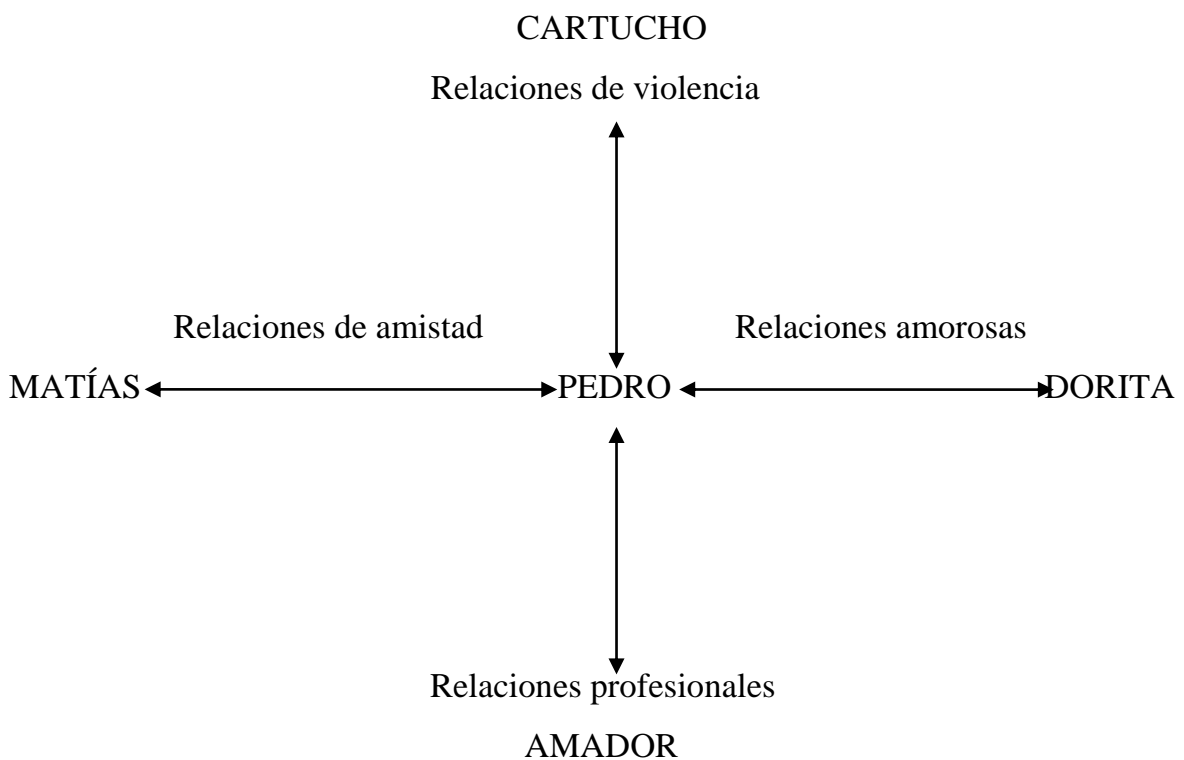 CARTUCHO
Relaciones de violencia
Relaciones de amistad
Relaciones amorosas
MATÍAS
PEDRO
DORITA
Relaciones profesionales
AMADOR